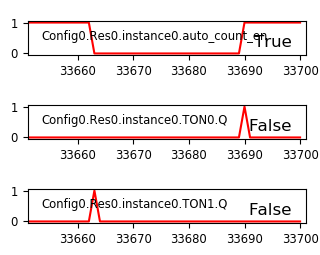 1
Config0.Res0.instance0.auto_count_en
True
0
33660 33670 33680 33690 33700
1
Config0.Res0.instance0.TON0.Q
False
0
33660 33670 33680 33690 33700
1
Config0.Res0.instance0.TON1.Q
False
0
33660 33670 33680 33690 33700